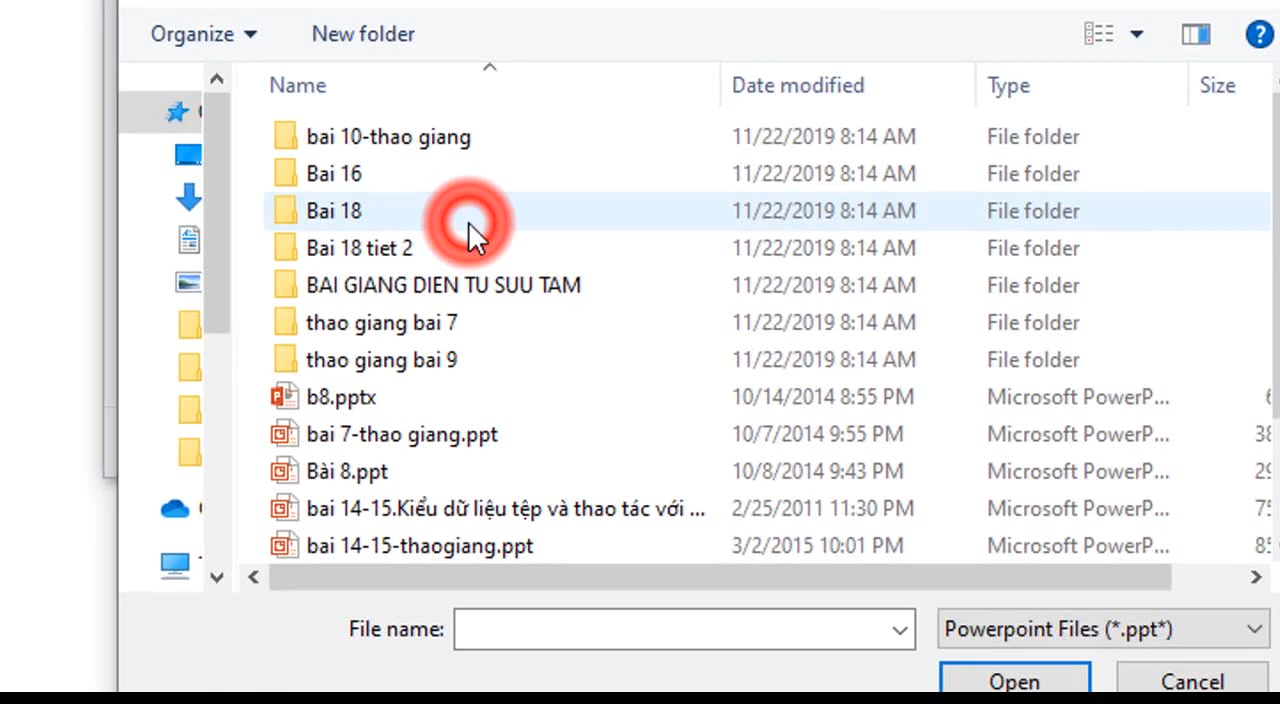 Organize New folder ?
Name Date modified Type Size
bai 10-thao giang 11/22/2019 8:14 AM File folder
Bai 16 11/22/2019 8:14 AM File folder
Bai 18 11/22/2019 8:14 AM File folder
Bai 18 tiet 2 11/22/2019 8:14 AM File folder
BAI GIANG DIEN TU SUU TAM 11/22/2019 8:14 AM File folder
thao giang bai 7 11/22/2019 8:14 AM File folder
thao giang bai 9 11/22/2019 8:14 AM File folder
b8.pptx 10/14/2014 8:55 PM Microsoft PowerP...
bai 7-thao giang.ppt 10/7/2014 9:55 PM Microsoft PowerP... 38
Bài 8.ppt 10/8/2014 9:43 PM Microsoft PowerP... 29
bai 14-15.Kiểu dữ liệu tệp và thao tác với ... 2/25/2011 11:30 PM Microsoft PowerP... 75
bai 14-15-thaogiang.ppt 3/2/2015 10:01 PM Microsoft PowerP... 85
File name: Powerpoint Files (*.ppt*)
Open Cancel